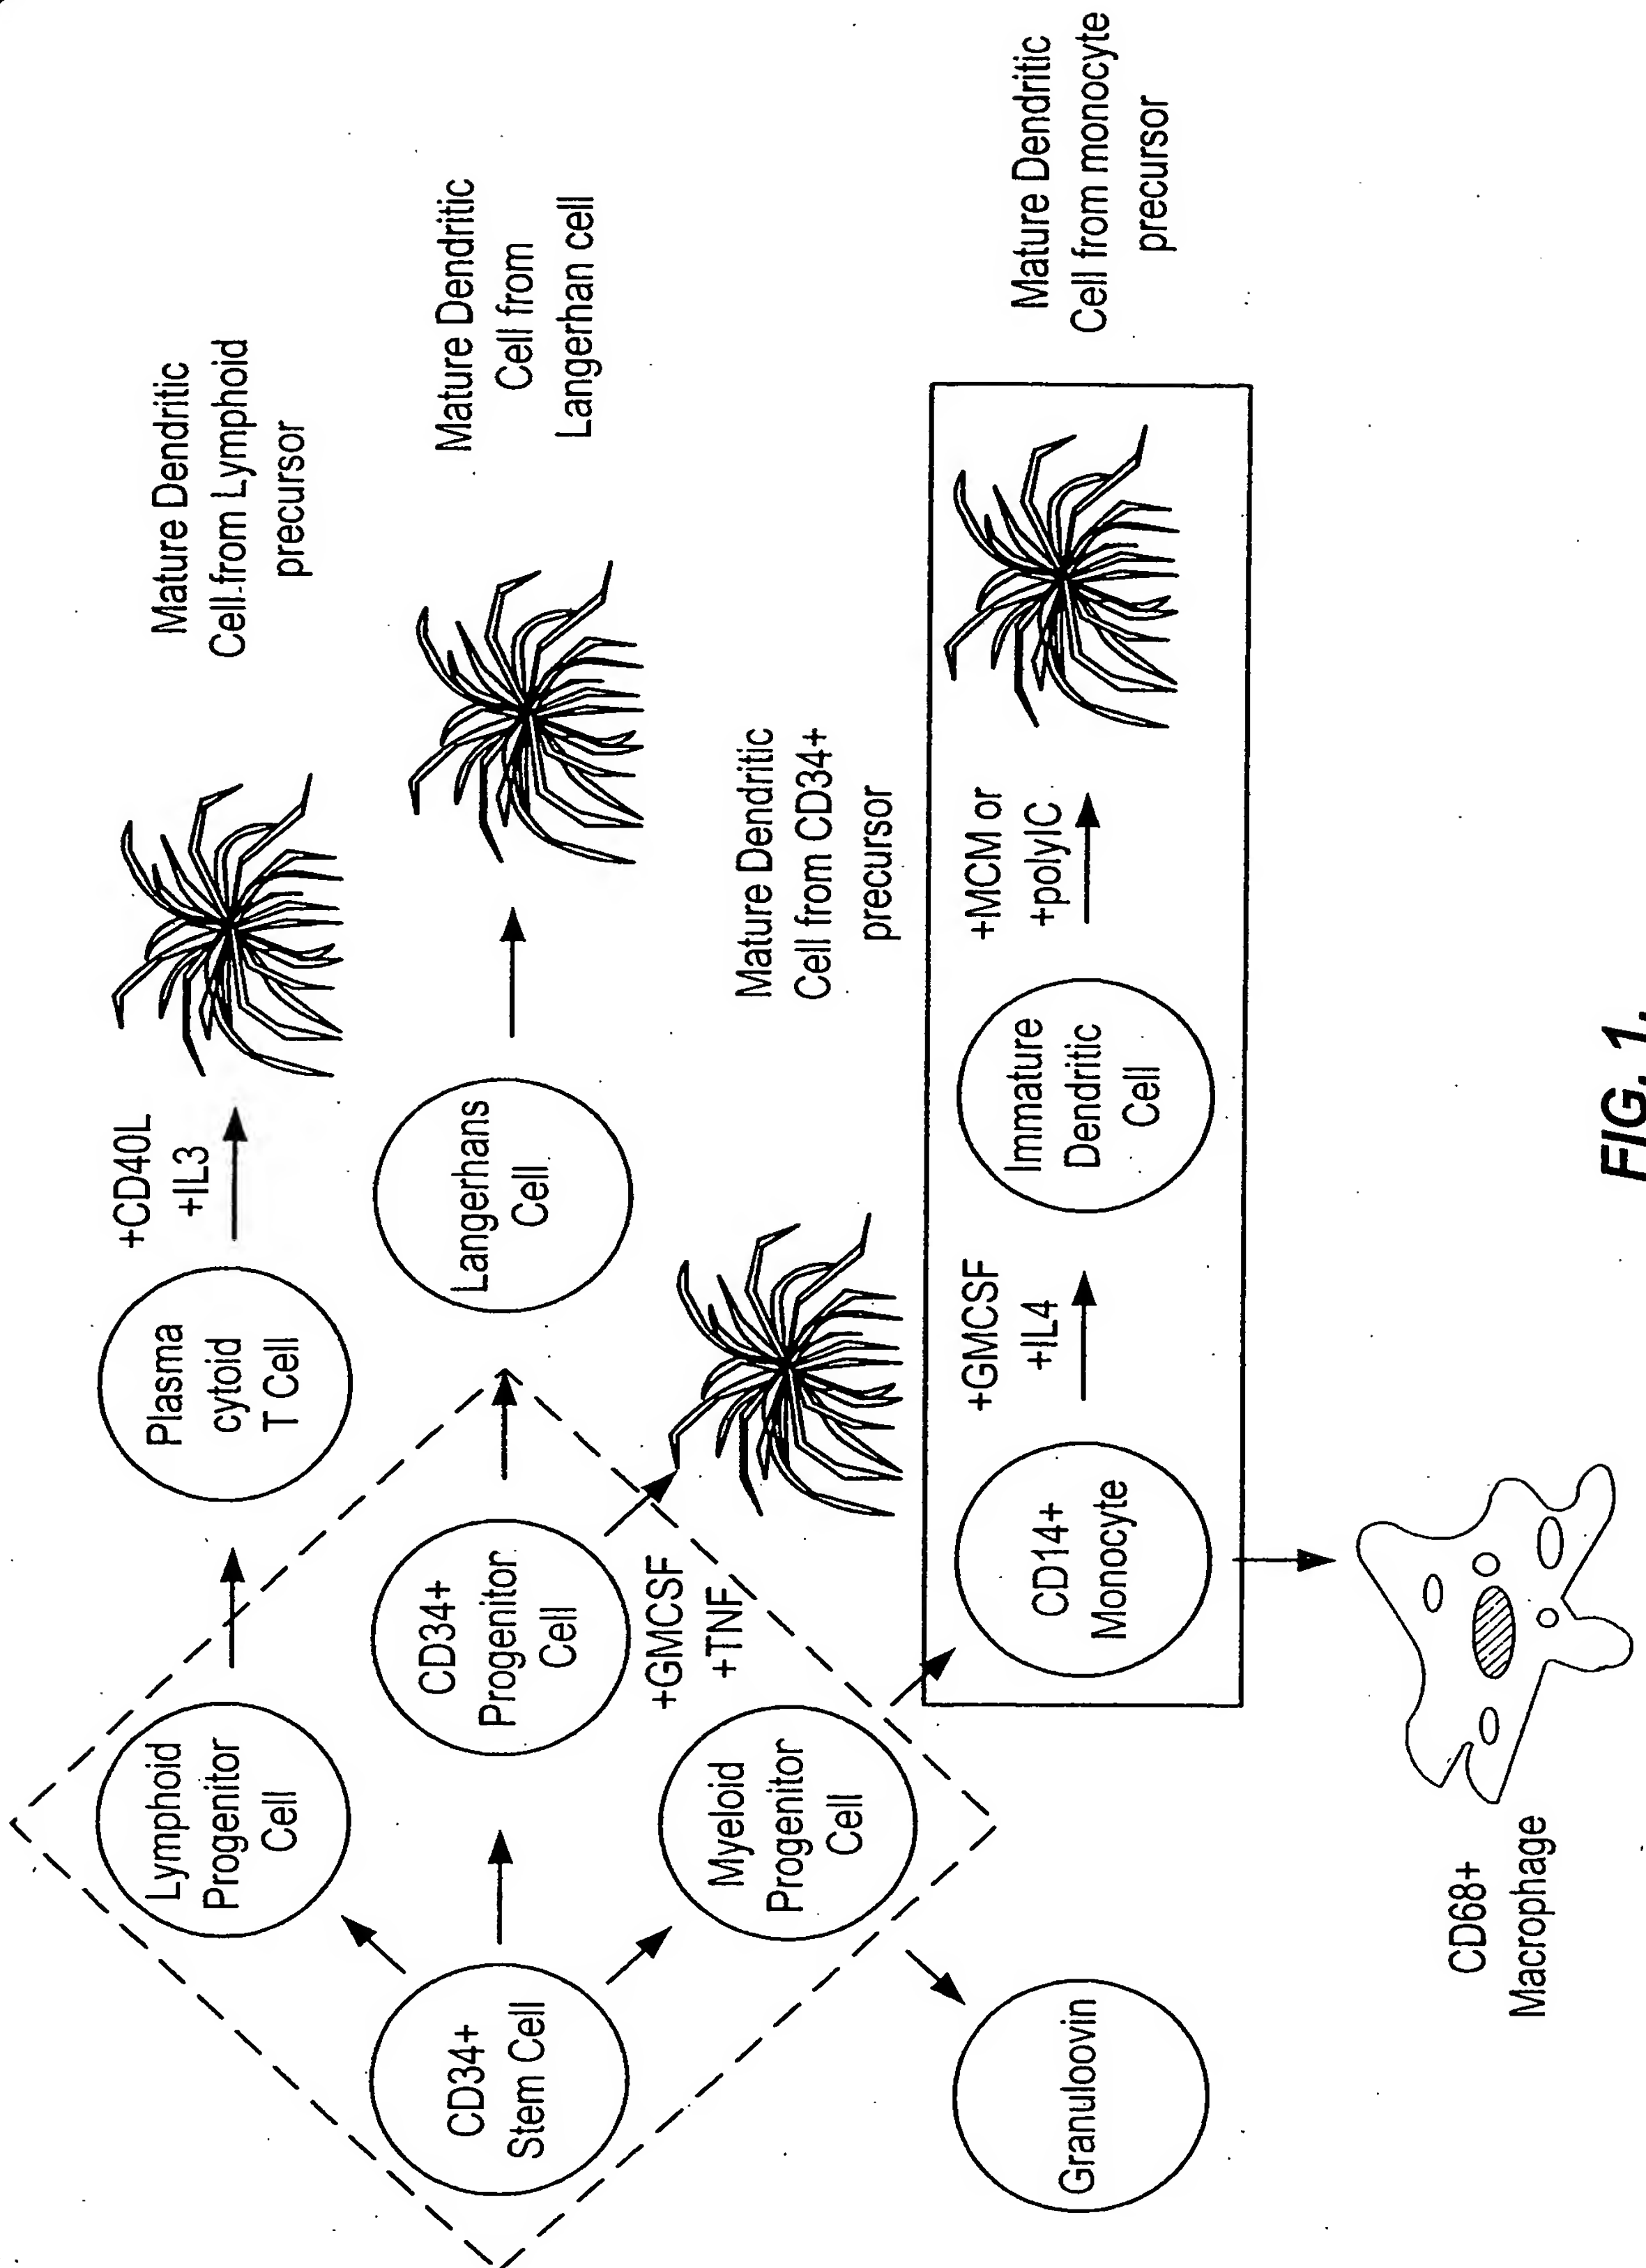 Mature Dendritic
Cell from Lymphoid
precursor
+CD40L
+IL3
Plasma
cytoid
T Cell
Lymphoid
Progenitor
Cell
Mature Dendritic
Cell from
Langerhan cell
Langerhans
Cell
CD34+
Progenitor
Cell
CD34+
Stem Cell
Mature Dendritic
Cell from CD34+
precursor
+GMCSF
+TNF
Myeloid
Progenitor
Cell
Mature Dendritic
Cell from monocyte
precursor
+MCM or
+polyIC
Immature
Dendritic
Cell
+GMCSF
+IL4
CD14+
Monocyte
Granuloovin
CD68+
Macrophage
FIG. 1.